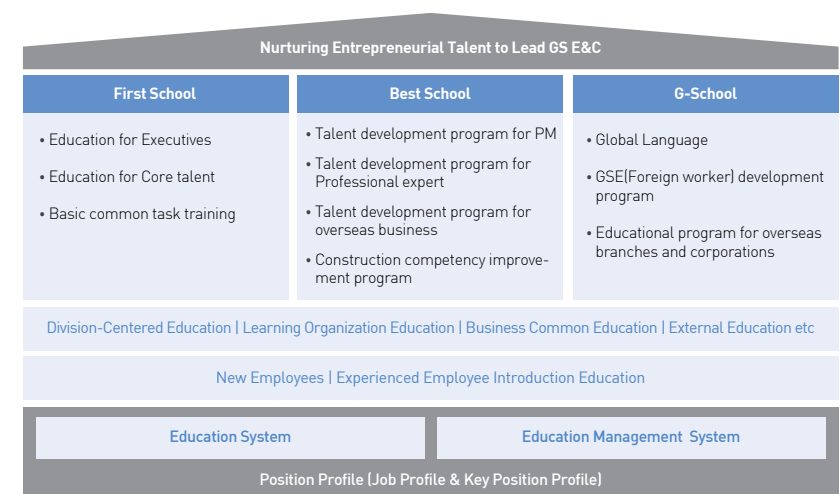 Nurturing Entrepreneurial Talent to Lead GS E&C
First School
• Education for Executives
• Education for Core talent
• Basic common task training
Best School
• Talent development program for PM
• Talent development program for
Professional expert
• Talent development program for
overseas business
• Construction competency improve-
ment program
G-School
• Global Language
• GSE(Foreign worker) development
program
• Educational program for overseas
branches and corporations
Division-Centered Education | Learning Organization Education | Business Common Education | External Education etc
New Employees | Experienced Employee Introduction Education
Education System
Education Management System
Position Profile (Job Profile & Key Position Profile)